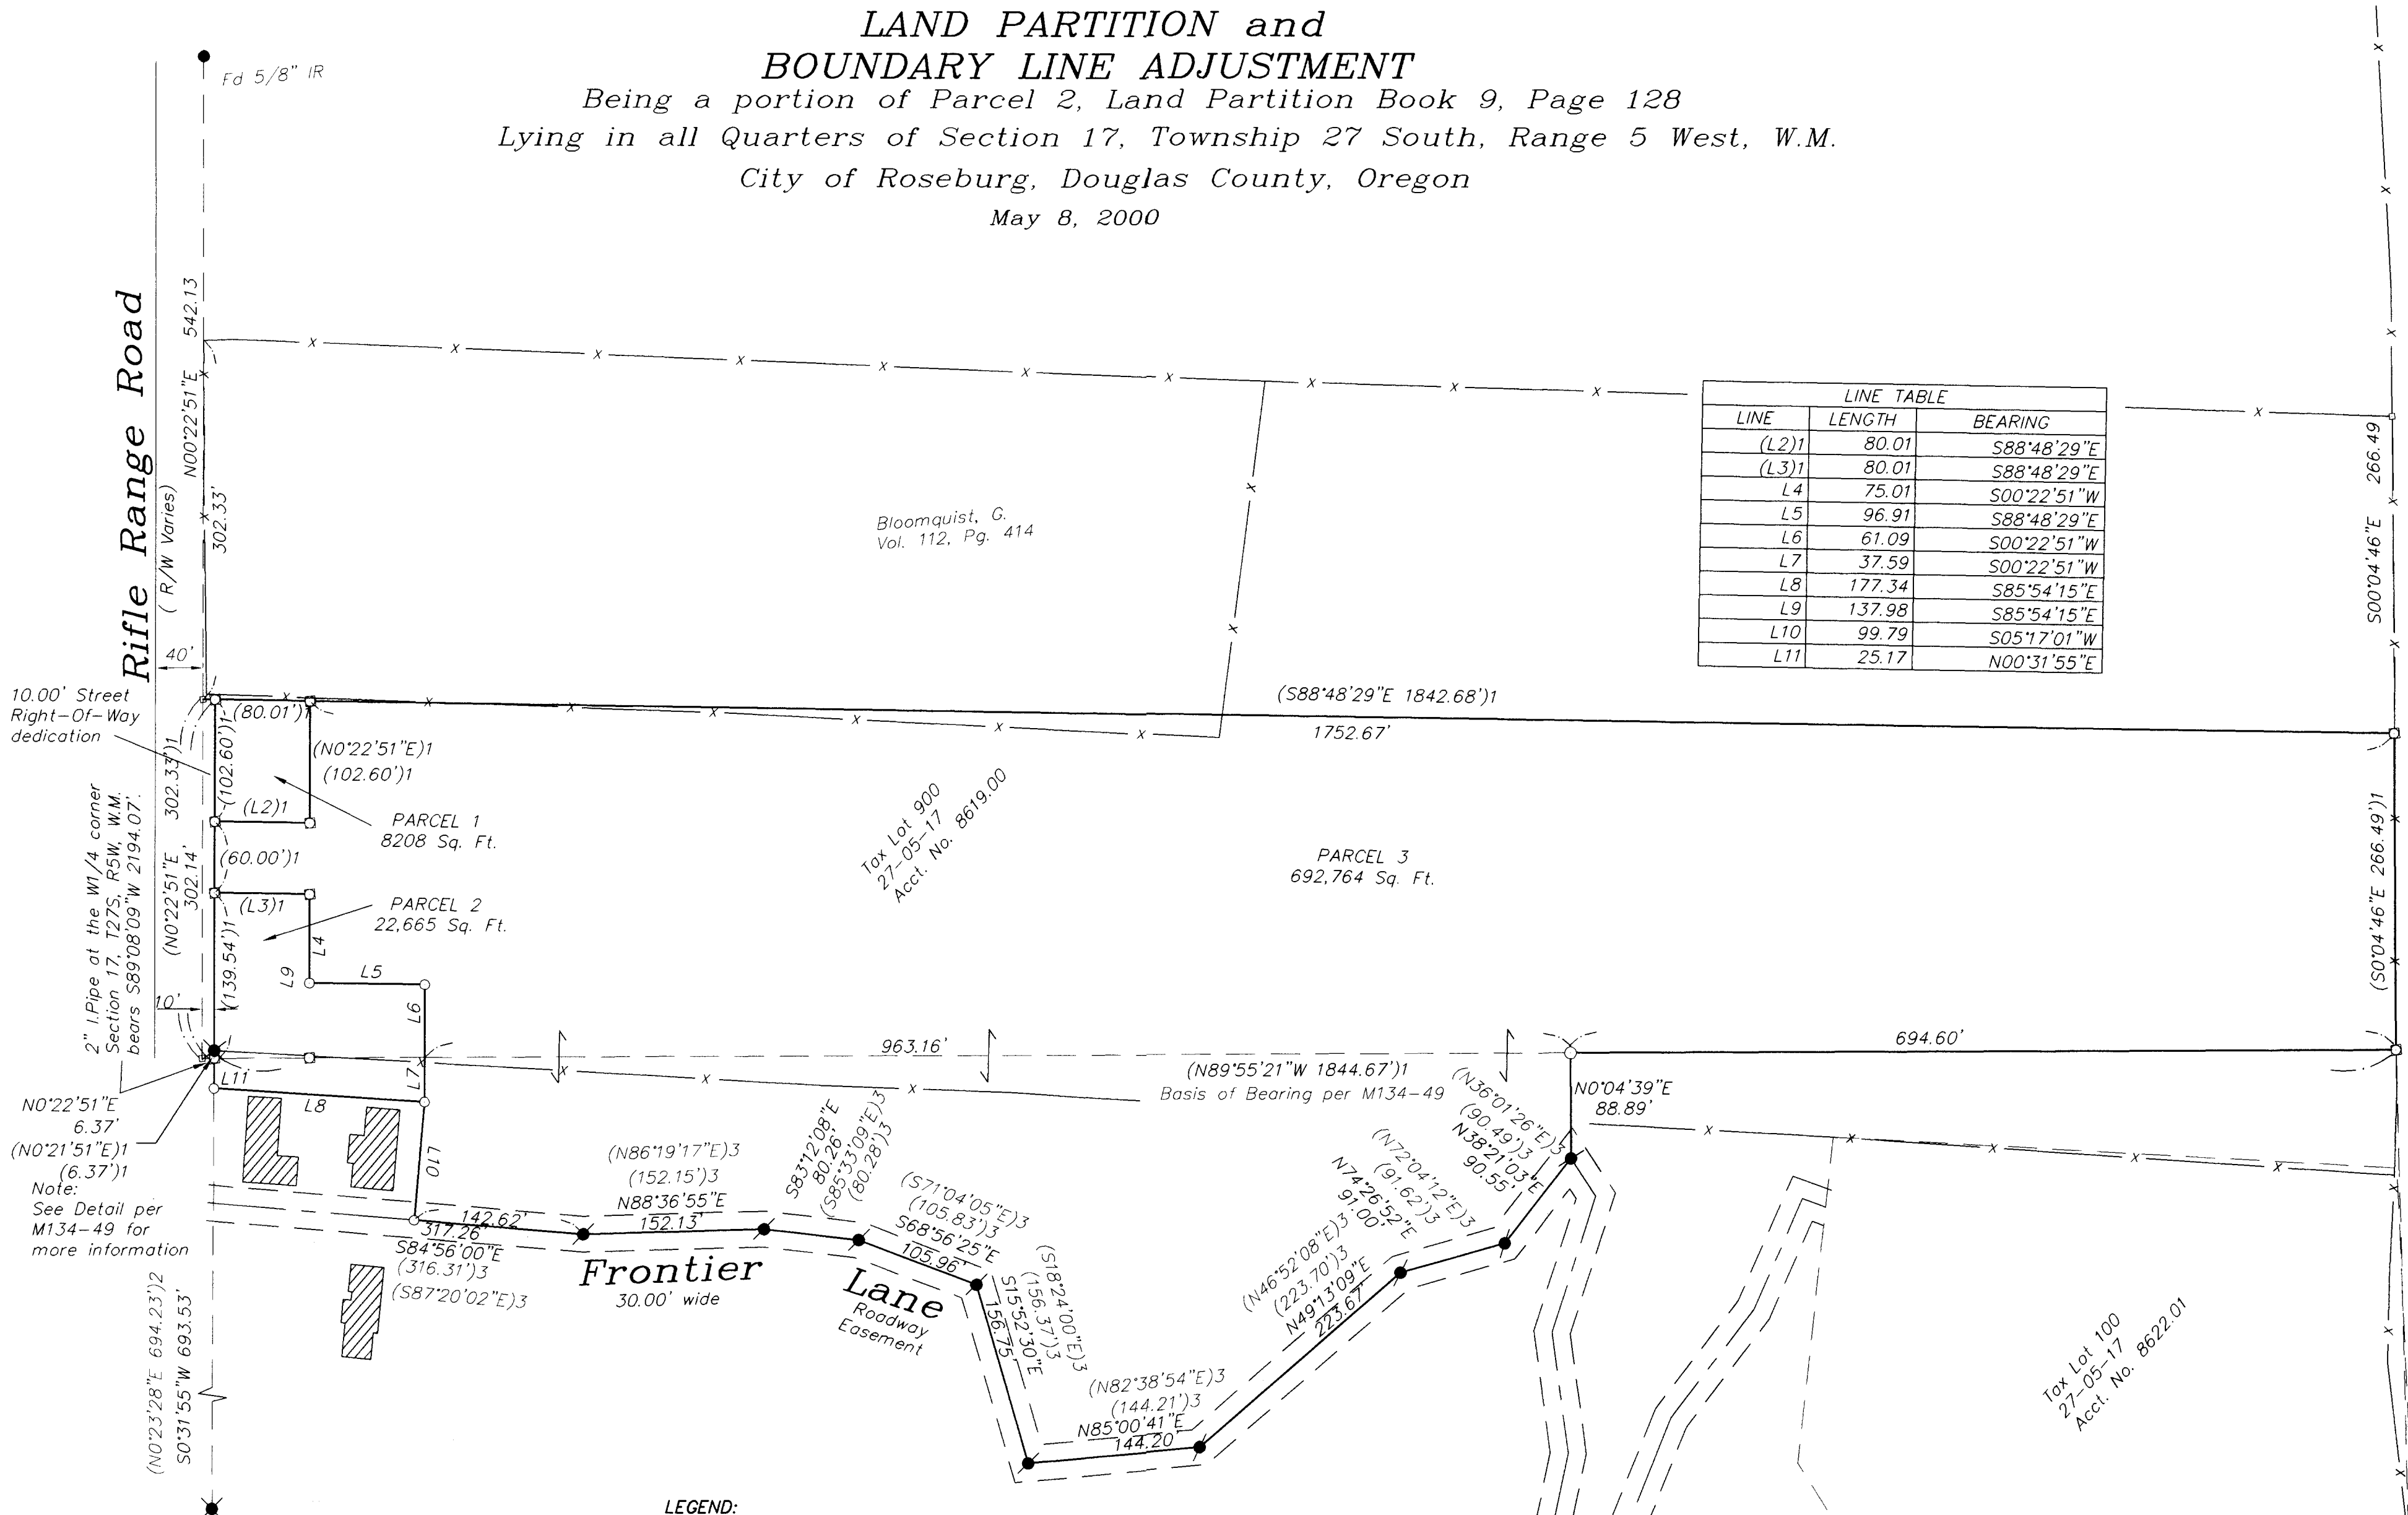 LAND PARTITION and
BOUNDARY LINE ADJUSTMENT
Being a portion of Parcel 2, Land Partition Book 9, Page 128
Lying in all Quarters of Section 17, Township 27 South, Range 5 West, W.M.
City of Roseburg, Douglas County, Oregon
May 8, 2000
Fd 5/8" IR
Rifle Range Road
( R/W Varies)
N00°22'51"E 542.13
302.33'
40'
10.00' Street
Right-Of-Way
dedication
Bloomquist, G.
Vol. 112, Pg. 414
LINE TABLE
LINE LENGTH BEARING
(L2)1 80.01 S88°48'29"E
(L3)1 80.01 S88°48'29"E
L4 75.01 S00°22'51"W
L5 96.91 S88°48'29"E
L6 61.09 S00°22'51"W
L7 37.59 S00°22'51"W
L8 177.34 S85°54'15"E
L9 137.98 S85°54'15"E
L10 99.79 S05°17'01"W
L11 25.17 N00°31'55"E
S00°04'46"E 266.49
(S88°48'29"E 1842.68')1
1752.67'
(80.01')1
(102.60')1
(N0°22'51"E)1
(102.60')1
(L2)1
PARCEL 1
8208 Sq. Ft.
(60.00')1
(L3)1
PARCEL 2
22,665 Sq. Ft.
(N0°22'51"E 302.33')1
302.14'
(139.54')1
L4
L9
L5
L6
10'
2" I.Pipe at the W1/4 corner
Section 17, T27S, R5W, W.M.
bears S89°08'09"W 2194.07'.
Tax Lot 900
27-05-17
Acct. No. 8619.00
PARCEL 3
692,764 Sq. Ft.
(S0°04'46"E 266.49')1
963.16'
694.60'
(N89°55'21"W 1844.67')1
Basis of Bearing per M134-49
N0°04'39"E
88.89'
L11
L7
L8
L10
N0°22'51"E
6.37'
(N0°21'51"E)1
(6.37')1
Note:
See Detail per
M134-49 for
more information
(N0°23'28"E 694.23')2
S0°31'55"W 693.53'
142.62'
317.26'
S84°56'00"E
(316.31')3
(S87°20'02"E)3
(N86°19'17"E)3
(152.15')3
N88°36'55"E
152.13'
Frontier
30.00' wide
S83°12'08"E
80.26'
(S85°33'09"E)3
(80.28')3
(S71°04'05"E)3
(105.83')3
S68°56'25"E
105.96'
Lane
Roadway
Easement
(S18°24'00"E)3
(156.37')3
S15°52'30"E
156.75'
(N82°38'54"E)3
(144.21')3
N85°00'41"E
144.20'
(N46°52'08"E)3
(223.70')3
N49°13'09"E
223.67'
(N72°04'12"E)3
(91.62')3
N74°26'52"E
91.00'
(N36°01'26"E)3
(90.49')3
N38°21'03"E
90.55'
Tax Lot 100
27-05-17
Acct. No. 8622.01
LEGEND: